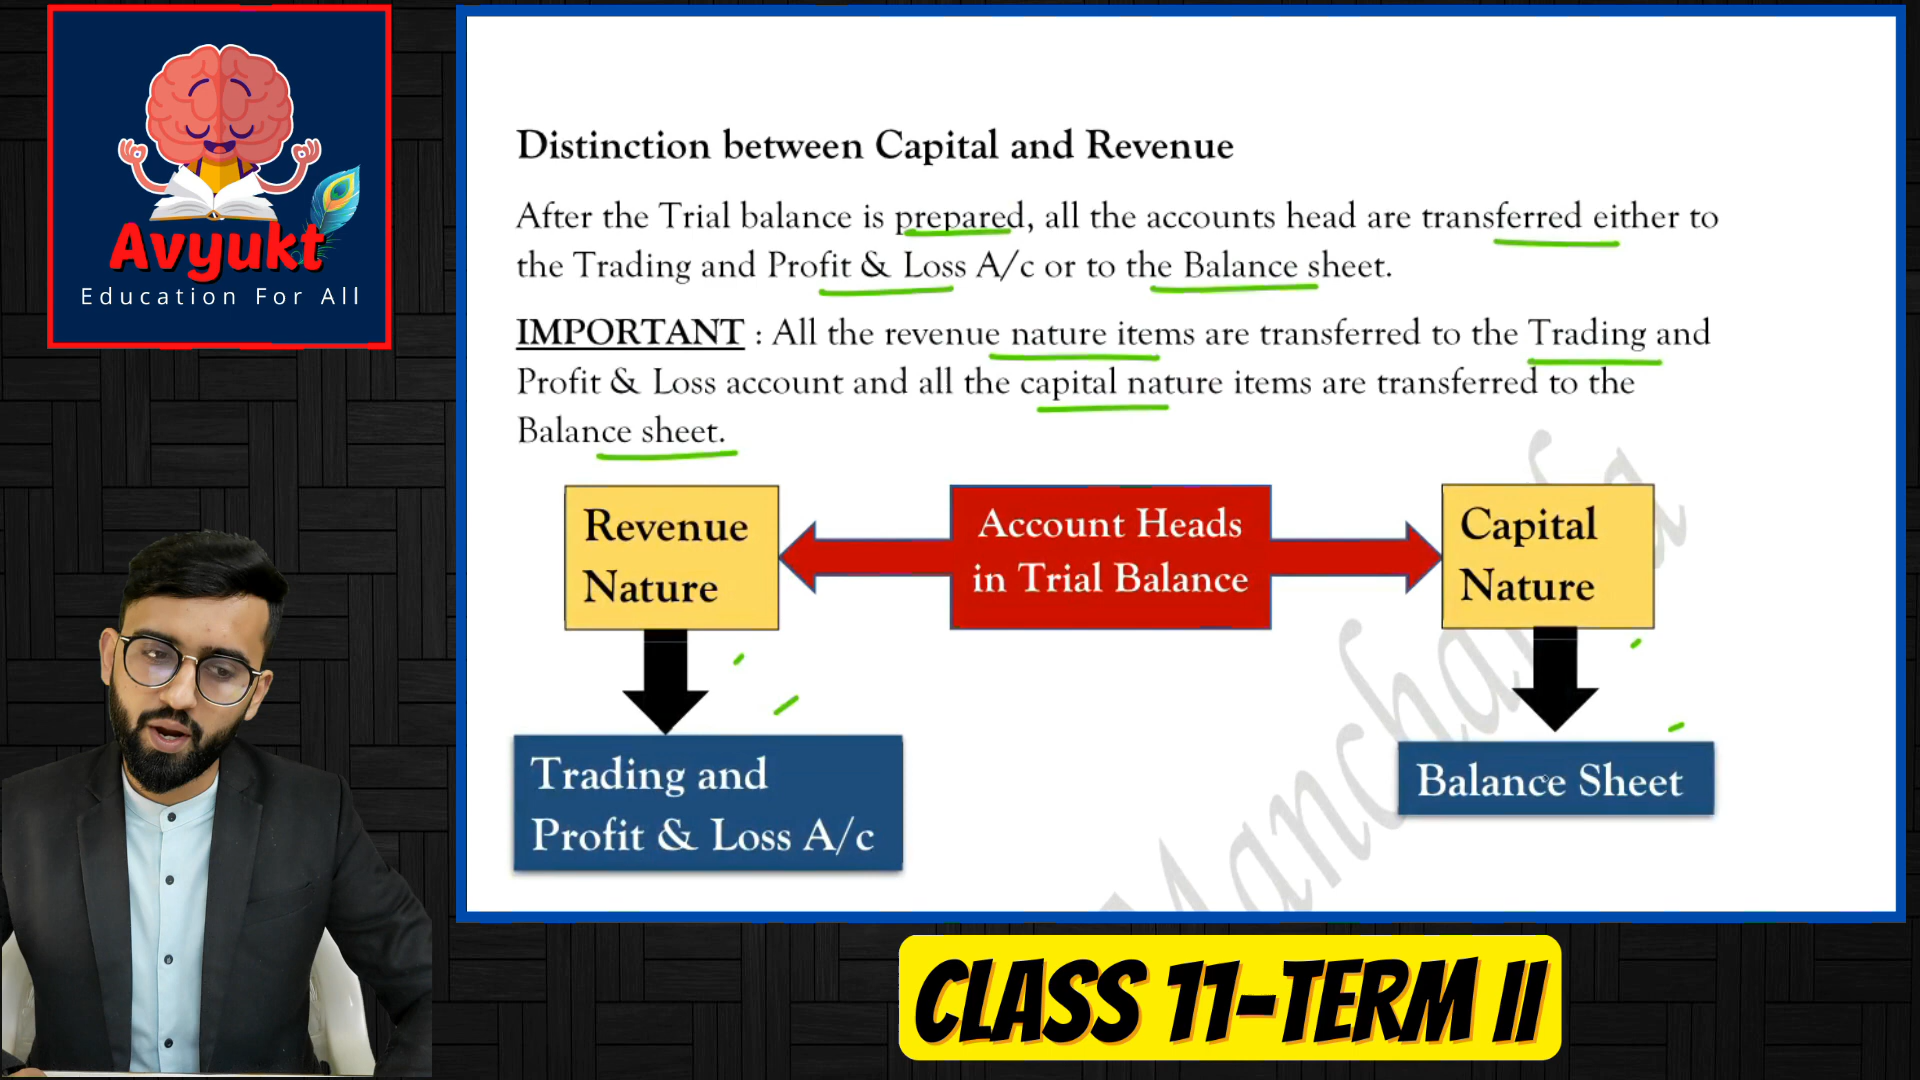 Avyukt
Education For All
Distinction between Capital and Revenue
After the Trial balance is prepared, all the accounts head are transferred either to
the Trading and Profit & Loss A/c or to the Balance sheet.
IMPORTANT : All the revenue nature items are transferred to the Trading and
Profit & Loss account and all the capital nature items are transferred to the
Balance sheet.
Revenue
Nature
Account Heads
in Trial Balance
Capital
Nature
Trading and
Profit & Loss A/c
Balance Sheet
CLASS 11-TERM II